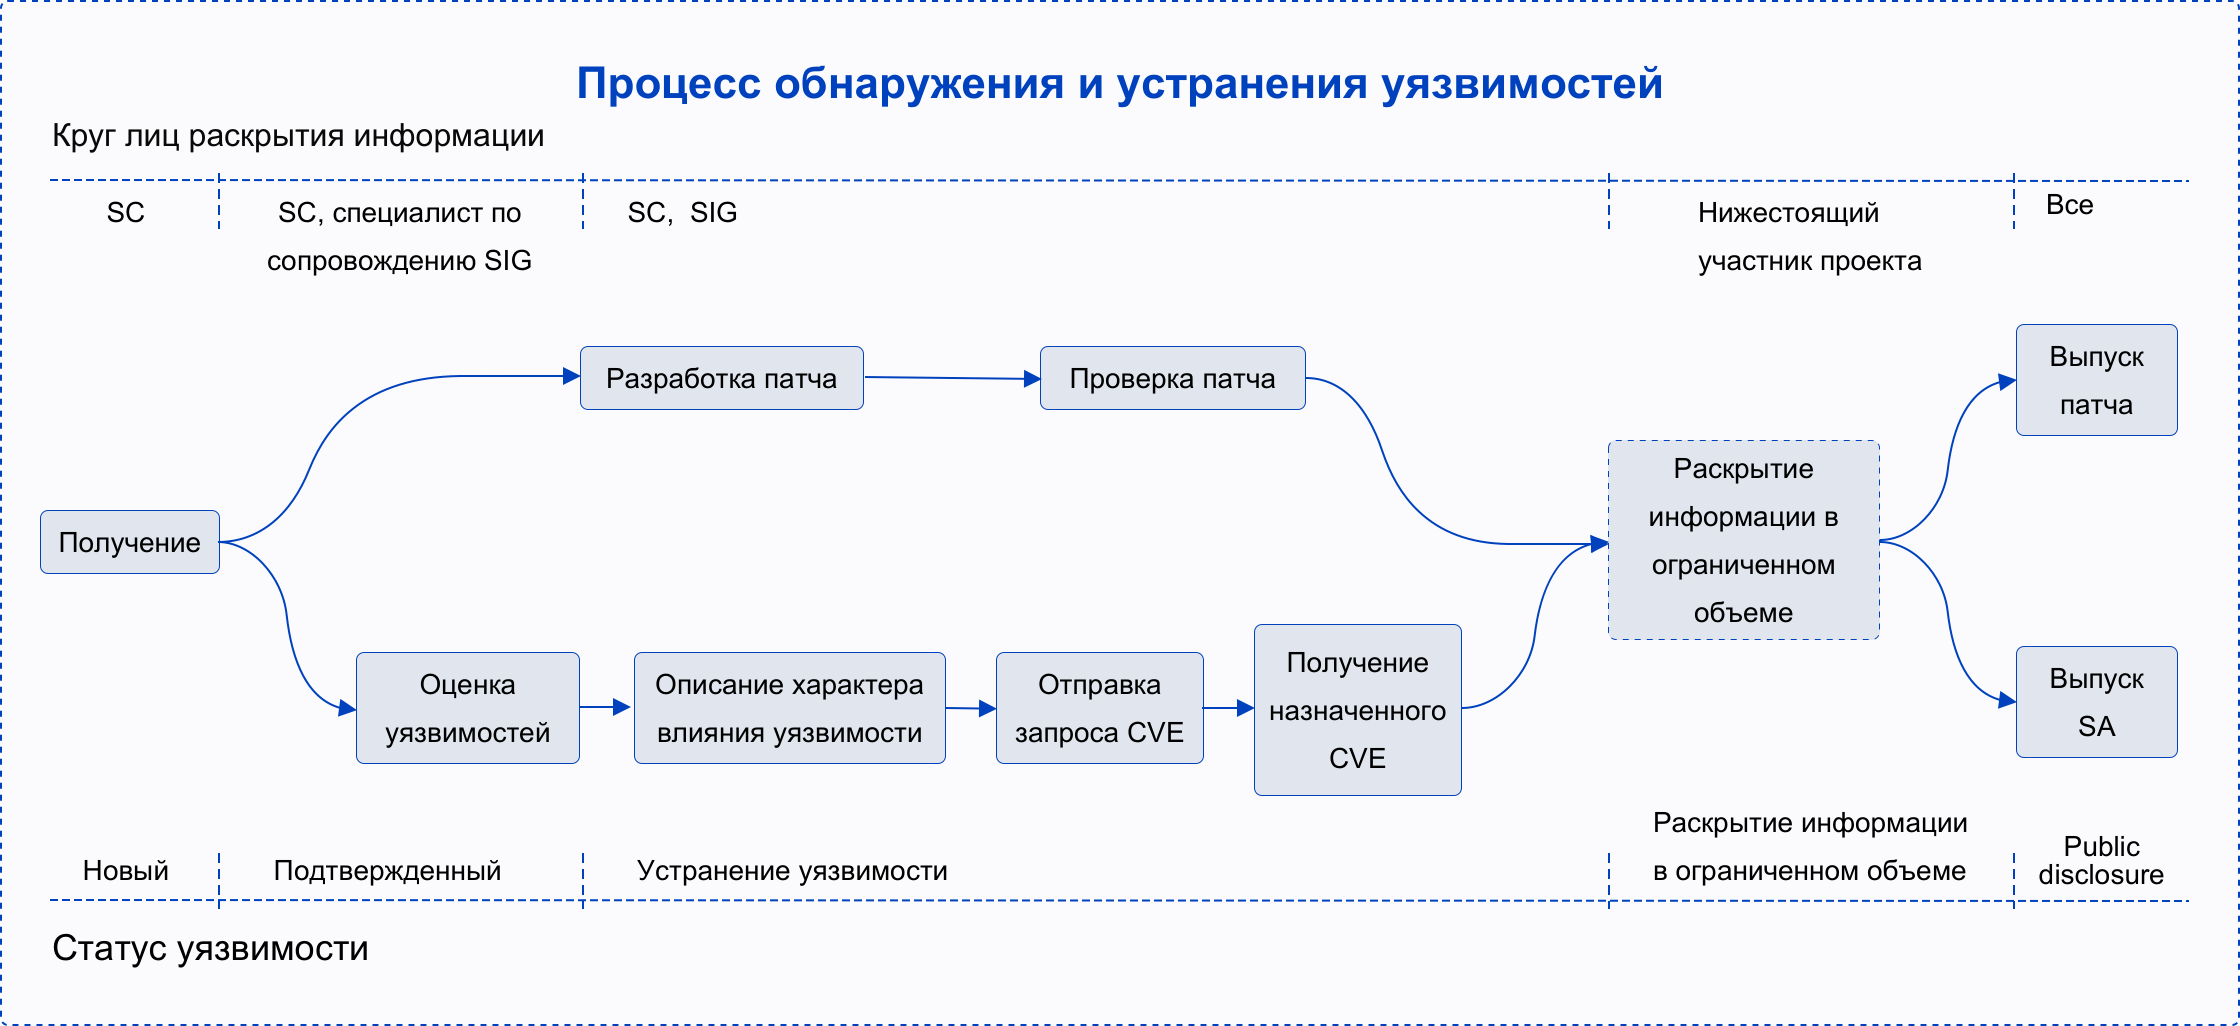 Процесс обнаружения и устранения уязвимостей
Круг лиц раскрытия информации
SC
SC, специалист по
сопровождению SIG
SC, SIG
Нижестоящий
участник проекта
Все
Разработка патча
Проверка патча
Выпуск
патча
Получение
Раскрытие
информации в
ограниченном
объеме
Оценка
уязвимостей
Описание характера
влияния уязвимости
Отправка
запроса CVE
Получение
назначенного
CVE
Выпуск
SA
Новый
Подтвержденный
Устранение уязвимости
Раскрытие информации
в ограниченном объеме
Public
disclosure
Статус уязвимости